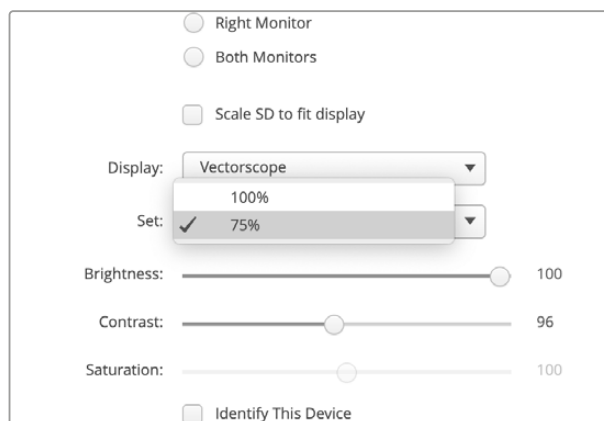 Right Monitor
Both Monitors
Scale SD to fit display
Display: Vectorscope
100%
Set: 75%
Brightness: 100
Contrast: 96
Saturation: 100
Identify This Device